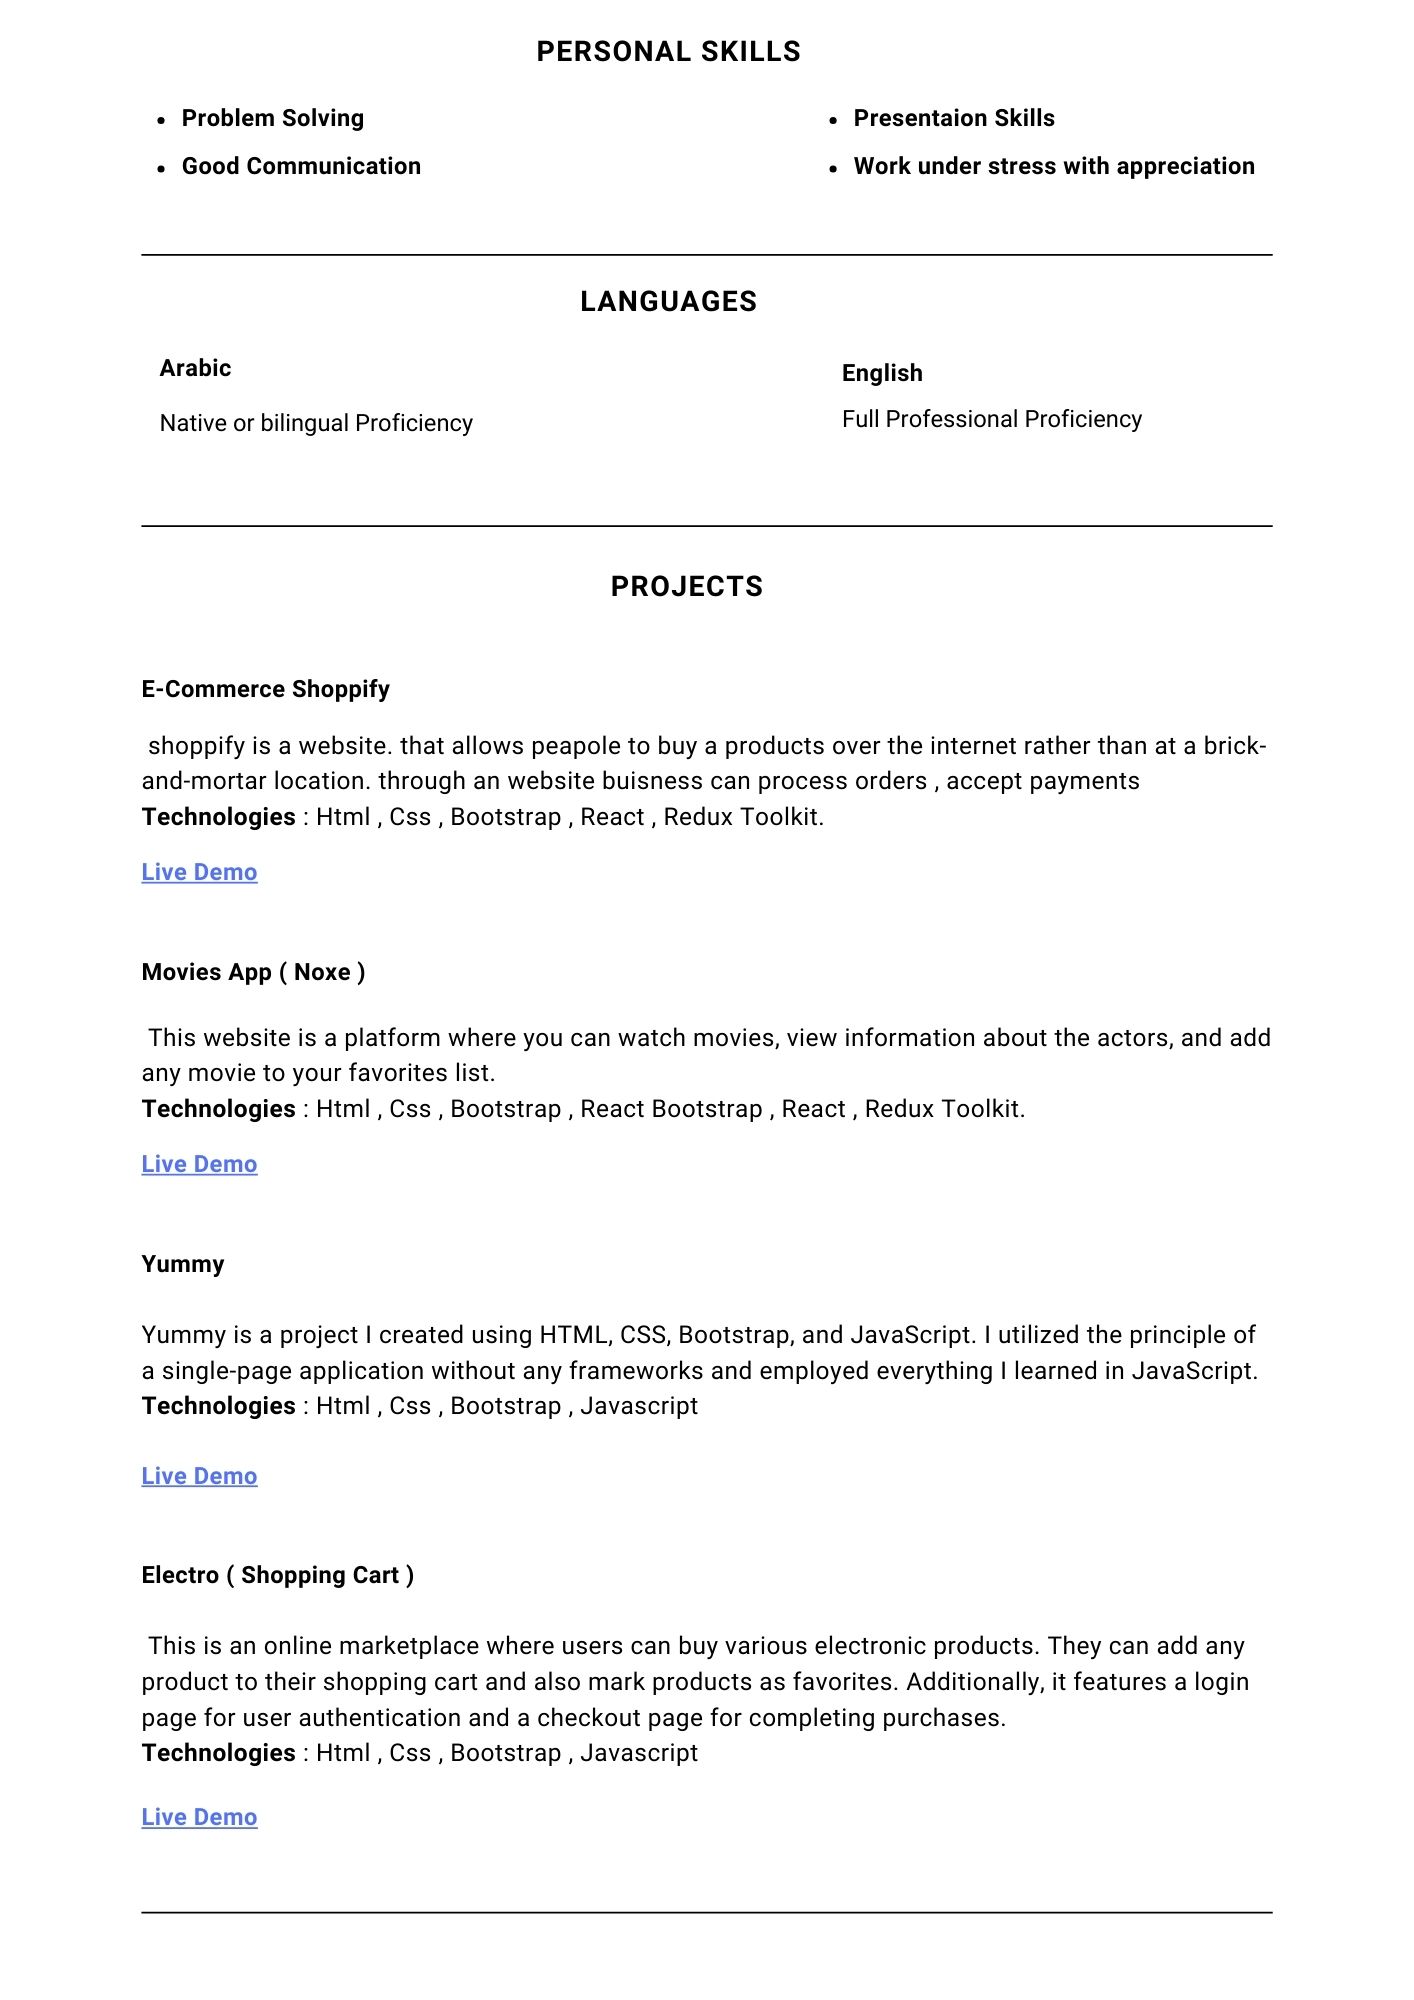 PERSONAL SKILLS
• Problem Solving
• Good Communication
• Presentaion Skills
• Work under stress with appreciation
LANGUAGES
Arabic
Native or bilingual Proficiency
English
Full Professional Proficiency
PROJECTS
E-Commerce Shoppify
shoppify is a website. that allows peapole to buy a products over the internet rather than at a brick-
and-mortar location. through an website buisness can process orders , accept payments
Technologies : Html , Css , Bootstrap , React , Redux Toolkit.
Live Demo
Movies App ( Noxe )
This website is a platform where you can watch movies, view information about the actors, and add
any movie to your favorites list.
Technologies : Html , Css , Bootstrap , React Bootstrap , React , Redux Toolkit.
Live Demo
Yummy
Yummy is a project I created using HTML, CSS, Bootstrap, and JavaScript. I utilized the principle of
a single-page application without any frameworks and employed everything I learned in JavaScript.
Technologies : Html , Css , Bootstrap , Javascript
Live Demo
Electro ( Shopping Cart )
This is an online marketplace where users can buy various electronic products. They can add any
product to their shopping cart and also mark products as favorites. Additionally, it features a login
page for user authentication and a checkout page for completing purchases.
Technologies : Html , Css , Bootstrap , Javascript
Live Demo